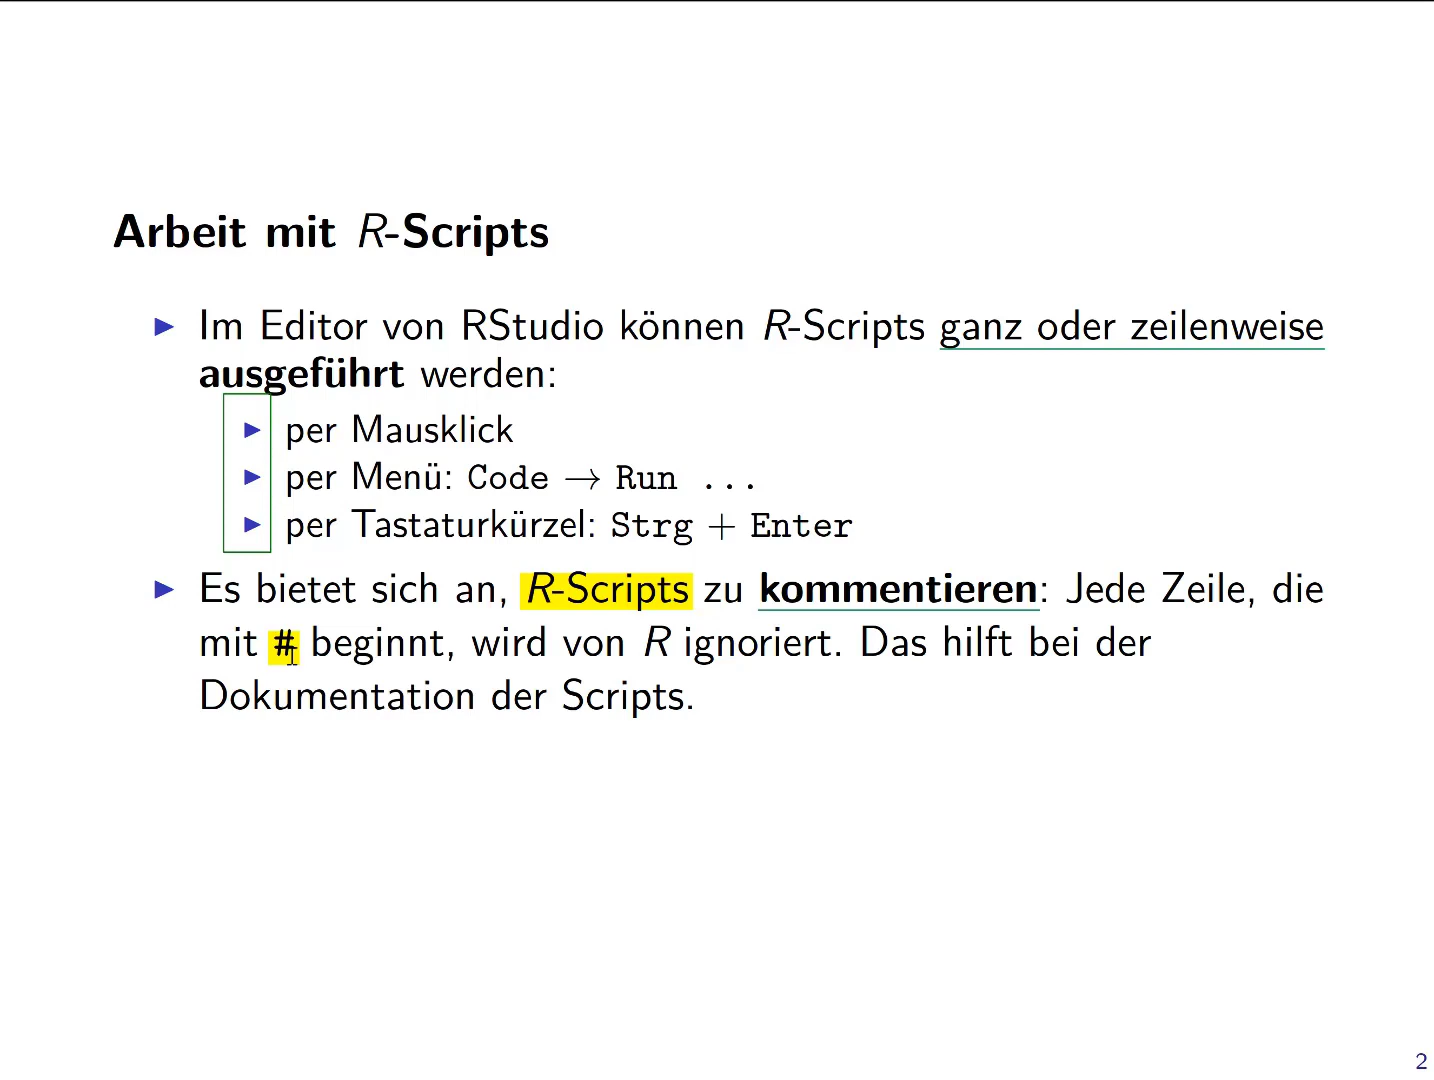 Arbeit mit R-Scripts
▶ Im Editor von RStudio können R-Scripts ganz oder zeilenweise
ausgeführt werden:
▶ per Mausklick
▶ per Menü: Code → Run ...
▶ per Tastaturkürzel: Strg + Enter
▶ Es bietet sich an, R-Scripts zu kommentieren: Jede Zeile, die
mit # beginnt, wird von R ignoriert. Das hilft bei der
Dokumentation der Scripts.
2